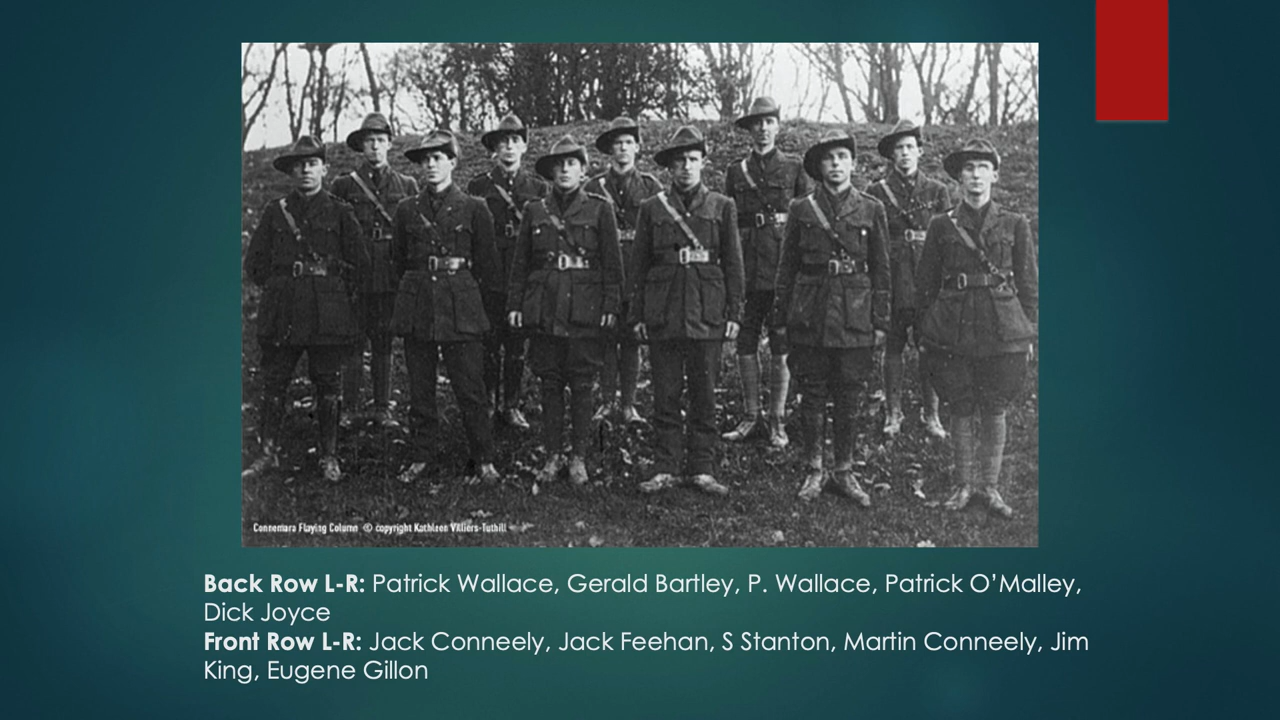 Connemara Flaying Column © copyright Kathleen Villiers-Tuthill
Back Row L-R: Patrick Wallace, Gerald Bartley, P. Wallace, Patrick O’Malley,
Dick Joyce
Front Row L-R: Jack Conneely, Jack Feehan, S Stanton, Martin Conneely, Jim
King, Eugene Gillon